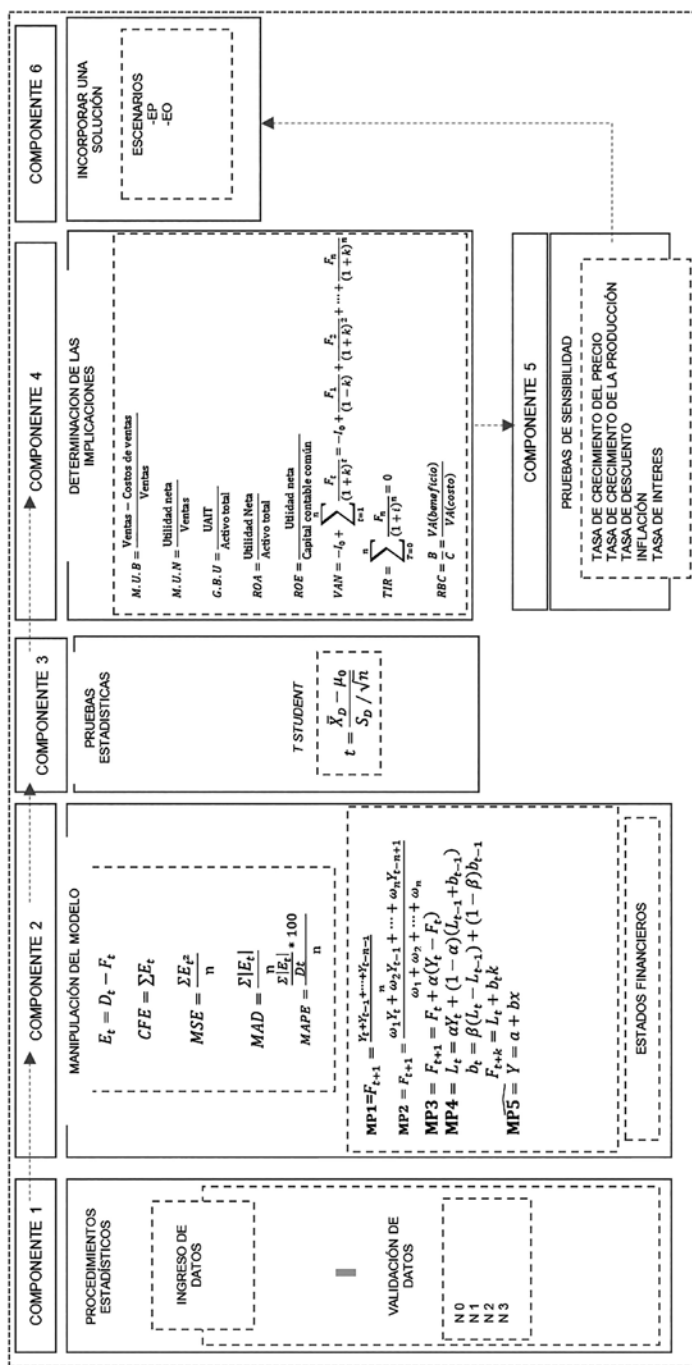 COMPONENTE 1
PROCEDIMIENTOS
ESTADÍSTICOS
INGRESO DE
DATOS
VALIDACIÓN DE
DATOS
N 0
N 1
N 2
N 3
COMPONENTE 2
MANIPULACIÓN DEL MODELO
E_t = D_t − F_t
CFE = ∑E_t
MSE = ΣE_t² / n
MAD = Σ|E_t| / n
MAPE = Σ|E_t| / Dt * 100 / n
MP1=F_{t+1} = Y_t+Y_{t−1}+⋯+Y_{t−n−1} / n
MP2 = F_{t+1} = ω_1Y_t + ω_2Y_{t−1} + ⋯ + ω_nY_{t−n+1} / ω_1 + ω_2 + ⋯ + ω_n
MP3 = F_{t+1} = F_t + α(Y_t − F_t)
MP4 = L_t = αY_t + (1 − α)(L_{t−1}+b_{t−1})
b_t = β(L_t − L_{t−1}) + (1 − β)b_{t−1}
F_{t+k} = L_t + b_tk
MP5 = Y = a + bx
ESTADOS FINANCIEROS
COMPONENTE 3
PRUEBAS
ESTADISTICAS
T STUDENT
t = X̄_D − μ_0 / S_D / √n
COMPONENTE 4
DETERMINACION DE LAS
IMPLICACIONES
M.U.B = Ventas − Costos de ventas / Ventas
M.U.N = Utilidad neta / Ventas
G.B.U = UAIT / Activo total
ROA = Utilidad Neta / Activo total
ROE = Utilidad neta / Capital contable común
VAN = −I_0 + ∑_{t=1}^{n} F_t / (1 + k)^t = −I_0 + F_1 / (1 − k) + F_2 / (1 + k)² + ⋯ + F_n / (1 + k)^n
TIR = ∑_{T=0}^{n} F_n / (1 + i)^n = 0
RBC = B / C = VA(beneficio) / VA(costo)
COMPONENTE 5
PRUEBAS DE SENSIBILIDAD
TASA DE CRECIMIENTO DEL PRECIO
TASA DE CRECIMIENTO DE LA PRODUCCIÓN
TASA DE DESCUENTO
INFLACIÓN
TASA DE INTERES
COMPONENTE 6
INCORPORAR UNA
SOLUCIÓN
ESCENARIOS
-EP
-EO